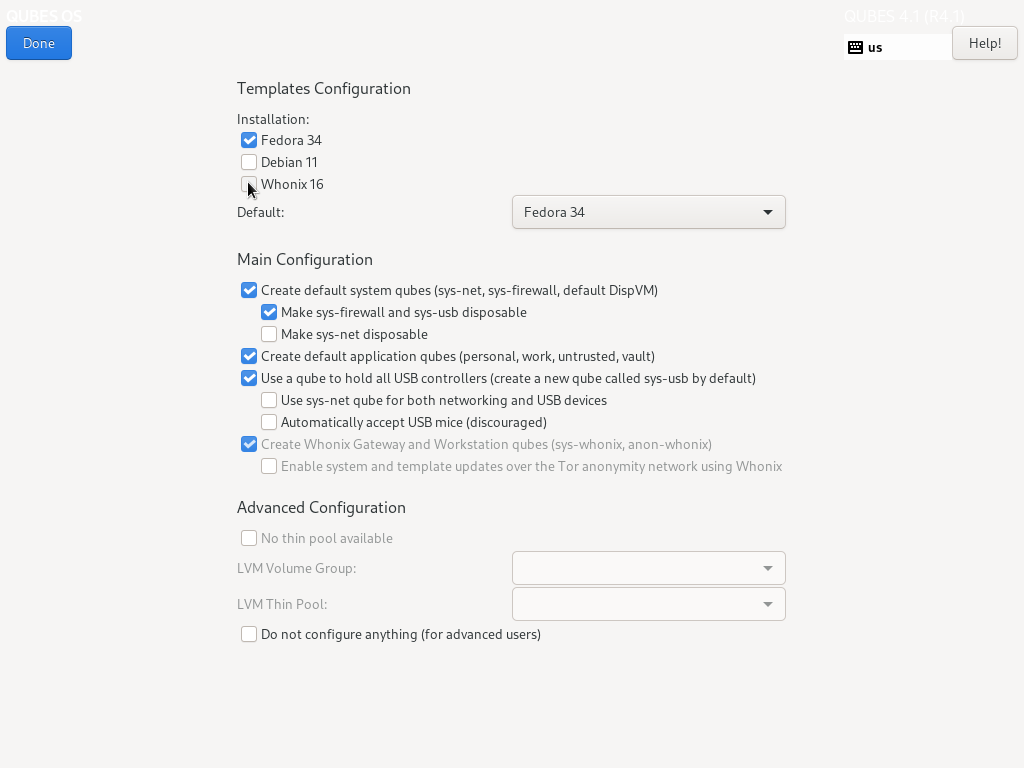 QUBES OS
QUBES 4.1 (R4.1)
Done
us
Help!
Templates Configuration
Installation:
Fedora 34
Debian 11
Whonix 16
Default:
Fedora 34
Main Configuration
Create default system qubes (sys-net, sys-firewall, default DispVM)
Make sys-firewall and sys-usb disposable
Make sys-net disposable
Create default application qubes (personal, work, untrusted, vault)
Use a qube to hold all USB controllers (create a new qube called sys-usb by default)
Use sys-net qube for both networking and USB devices
Automatically accept USB mice (discouraged)
Create Whonix Gateway and Workstation qubes (sys-whonix, anon-whonix)
Enable system and template updates over the Tor anonymity network using Whonix
Advanced Configuration
No thin pool available
LVM Volume Group:
LVM Thin Pool:
Do not configure anything (for advanced users)